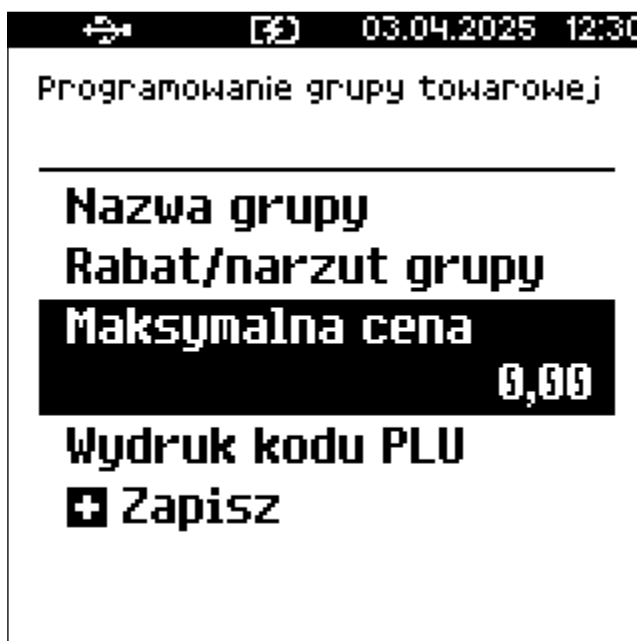 03.04.2025 12:30
Programowanie grupy towarowej
Nazwa grupy
Rabat/narzut grupy
Maksymalna cena
0,00
Wydruk kodu PLU
Zapisz